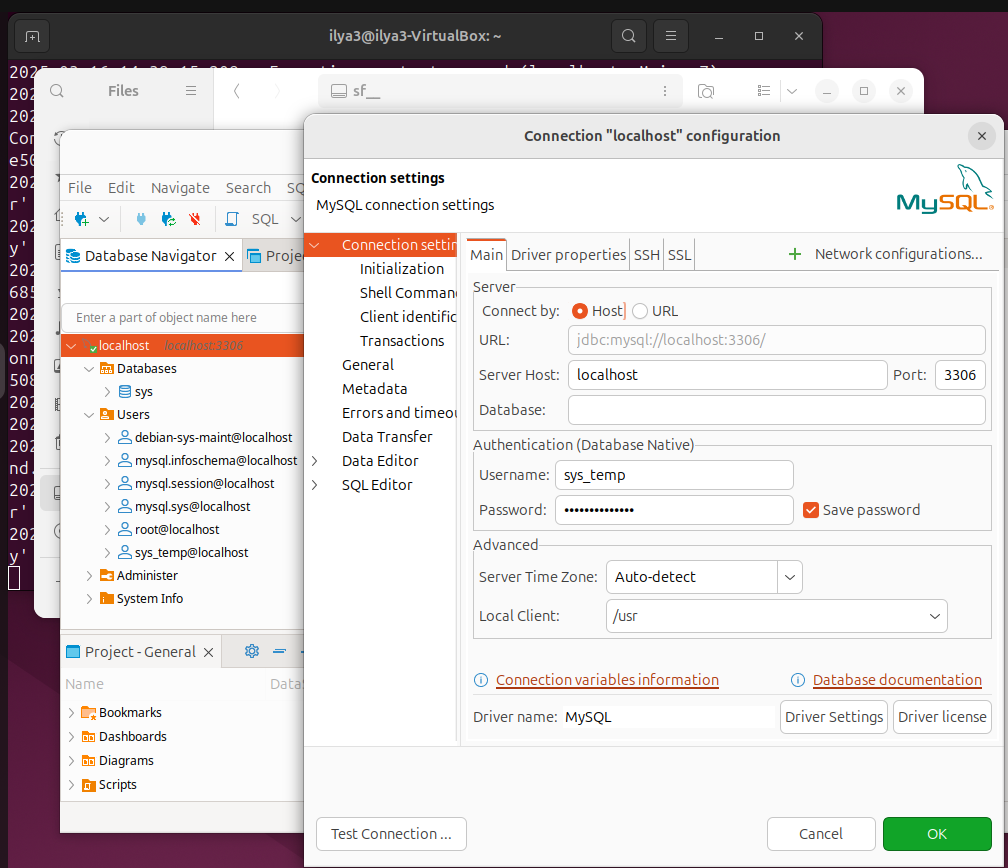 ilya3@ilya3-VirtualBox: ~
Files
sf__
Con
e50
202
r'
202
y'
202
685
202
202
onn
508
202
202
202
nd.
202
r'
202
y'
File Edit Navigate Search SQ
SQL
Database Navigator
Proje
Enter a part of object name here
localhost localhost:3306
Databases
sys
Users
debian-sys-maint@localhost
mysql.infoschema@localhost
mysql.session@localhost
mysql.sys@localhost
root@localhost
sys_temp@localhost
Administer
System Info
Project - General
Name Data
Bookmarks
Dashboards
Diagrams
Scripts
Connection "localhost" configuration
Connection settings
MySQL connection settings
MySQL
Connection settin
Initialization
Shell Comman
Client identific
Transactions
General
Metadata
Errors and timeou
Data Transfer
Data Editor
SQL Editor
Main Driver properties SSH SSL
Network configurations...
Server
Connect by: Host URL
URL: jdbc:mysql://localhost:3306/
Server Host: localhost Port: 3306
Database:
Authentication (Database Native)
Username: sys_temp
Password: •••••••••••••• Save password
Advanced
Server Time Zone: Auto-detect
Local Client: /usr
Connection variables information Database documentation
Driver name: MySQL Driver Settings Driver license
Test Connection ... Cancel OK